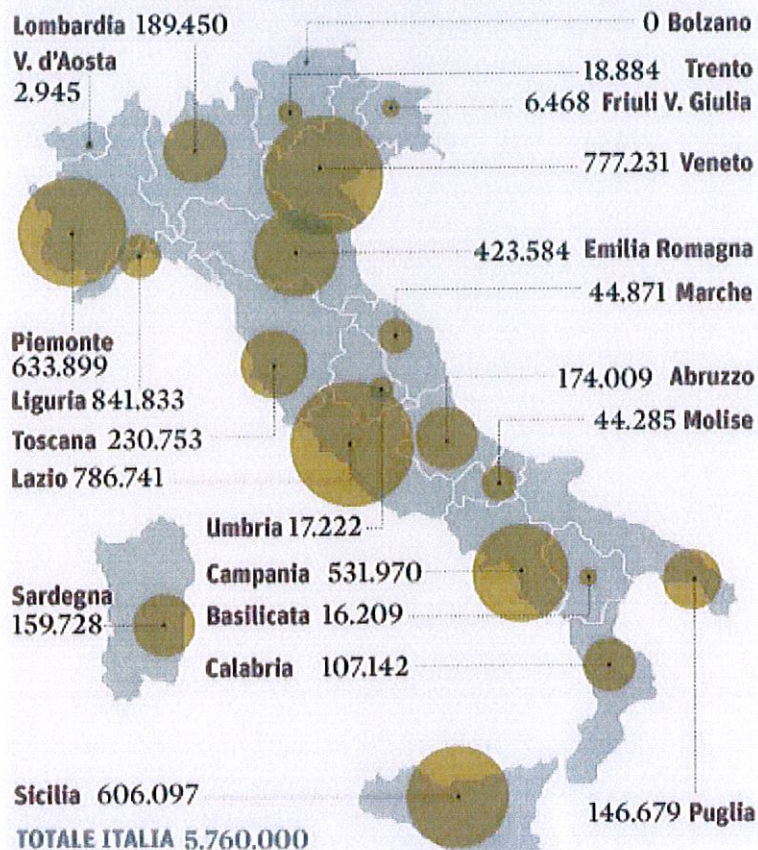 Lombardia 189.450
0 Bolzano
V. d'Aosta
2.945
18.884 Trento
6.468 Friuli V. Giulia
777.231 Veneto
423.584 Emilia Romagna
44.871 Marche
Piemonte
633.899
174.009 Abruzzo
Liguria 841.833
44.285 Molise
Toscana 230.753
Lazio 786.741
Umbria 17.222
Campania 531.970
Sardegna
159.728
Basilicata 16.209
Calabria 107.142
Sicilia 606.097
146.679 Puglia
TOTALE ITALIA 5.760.000